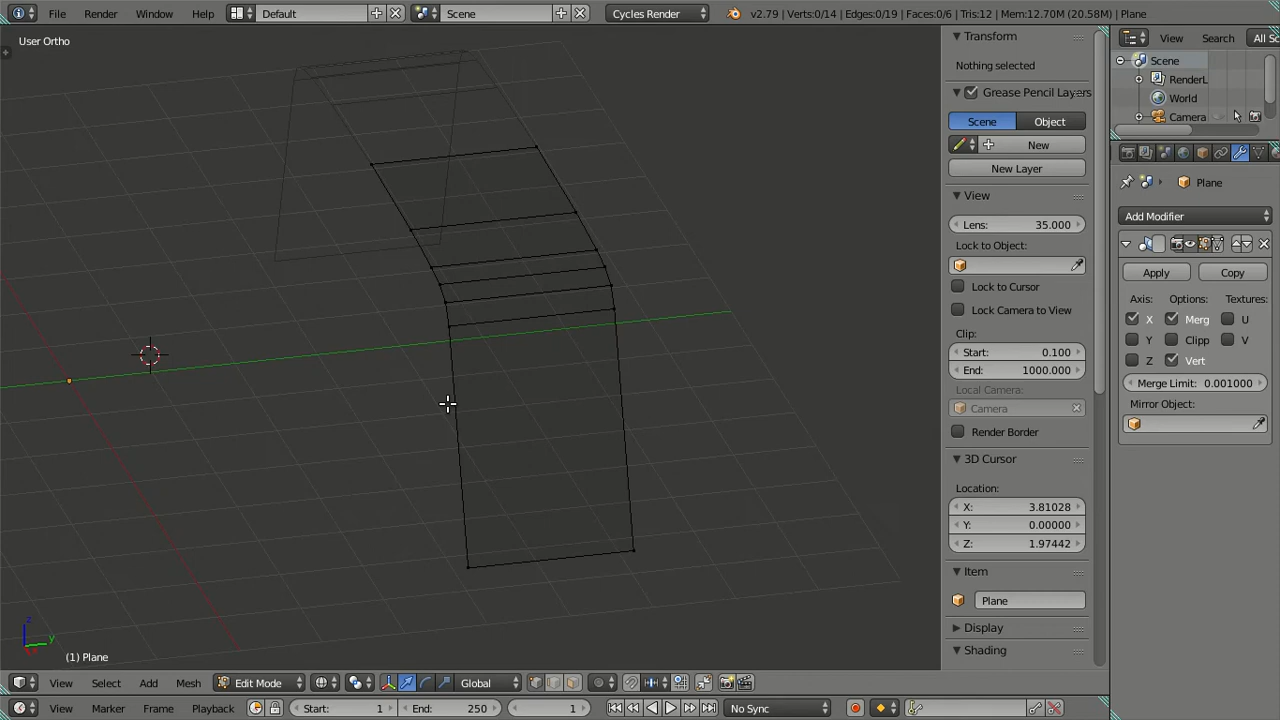 File Render Window Help Default Scene Cycles Render v2.79 | Verts:0/14 | Edges:0/19 | Faces:0/6 | Tris:12 | Mem:12.70M (20.58M) | Plane
User Ortho
Transform
Nothing selected
Grease Pencil Layers
Scene Object
New
New Layer
View
Lens: 35.000
Lock to Object:
Lock to Cursor
Lock Camera to View
Clip:
Start: 0.100
End: 1000.000
Local Camera:
Camera
Render Border
3D Cursor
Location:
X: 3.81028
Y: 0.00000
Z: 1.97442
Item
Plane
Display
Shading
View Search All Sc
Scene
RenderL
World
Camera
Plane
Add Modifier
Apply Copy
Axis: Options: Textures:
X Merg U
Y Clipp V
Z Vert
Merge Limit: 0.001000
Mirror Object:
z
y
(1) Plane
View Select Add Mesh Edit Mode Global
View Marker Frame Playback Start: 1 End: 250 1 No Sync